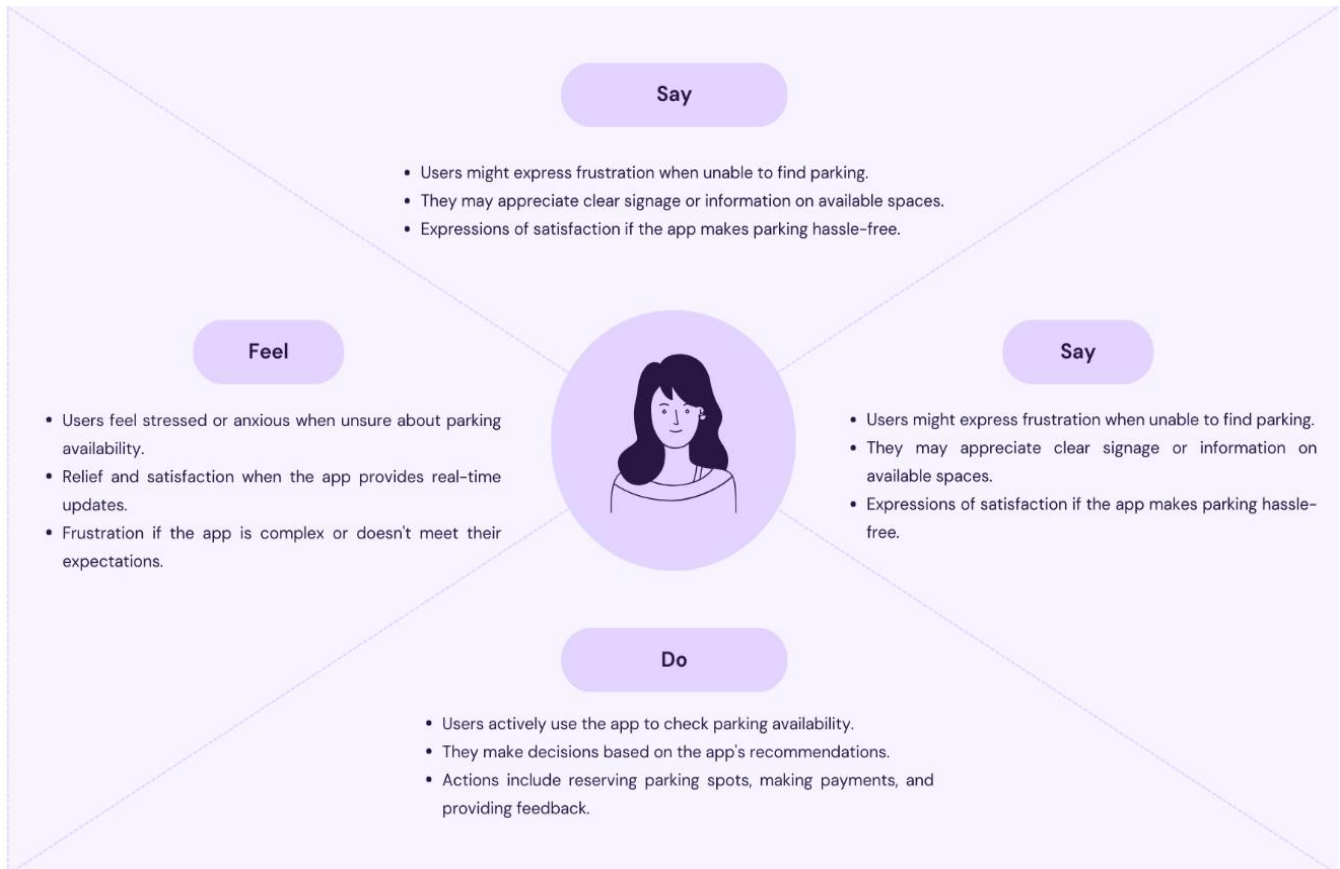 Say
• Users might express frustration when unable to find parking.
• They may appreciate clear signage or information on available spaces.
• Expressions of satisfaction if the app makes parking hassle-free.
Feel
• Users feel stressed or anxious when unsure about parking
availability.
• Relief and satisfaction when the app provides real-time
updates.
• Frustration if the app is complex or doesn't meet their
expectations.
Say
• Users might express frustration when unable to find parking.
• They may appreciate clear signage or information on
available spaces.
• Expressions of satisfaction if the app makes parking hassle-
free.
Do
• Users actively use the app to check parking availability.
• They make decisions based on the app's recommendations.
• Actions include reserving parking spots, making payments, and
providing feedback.